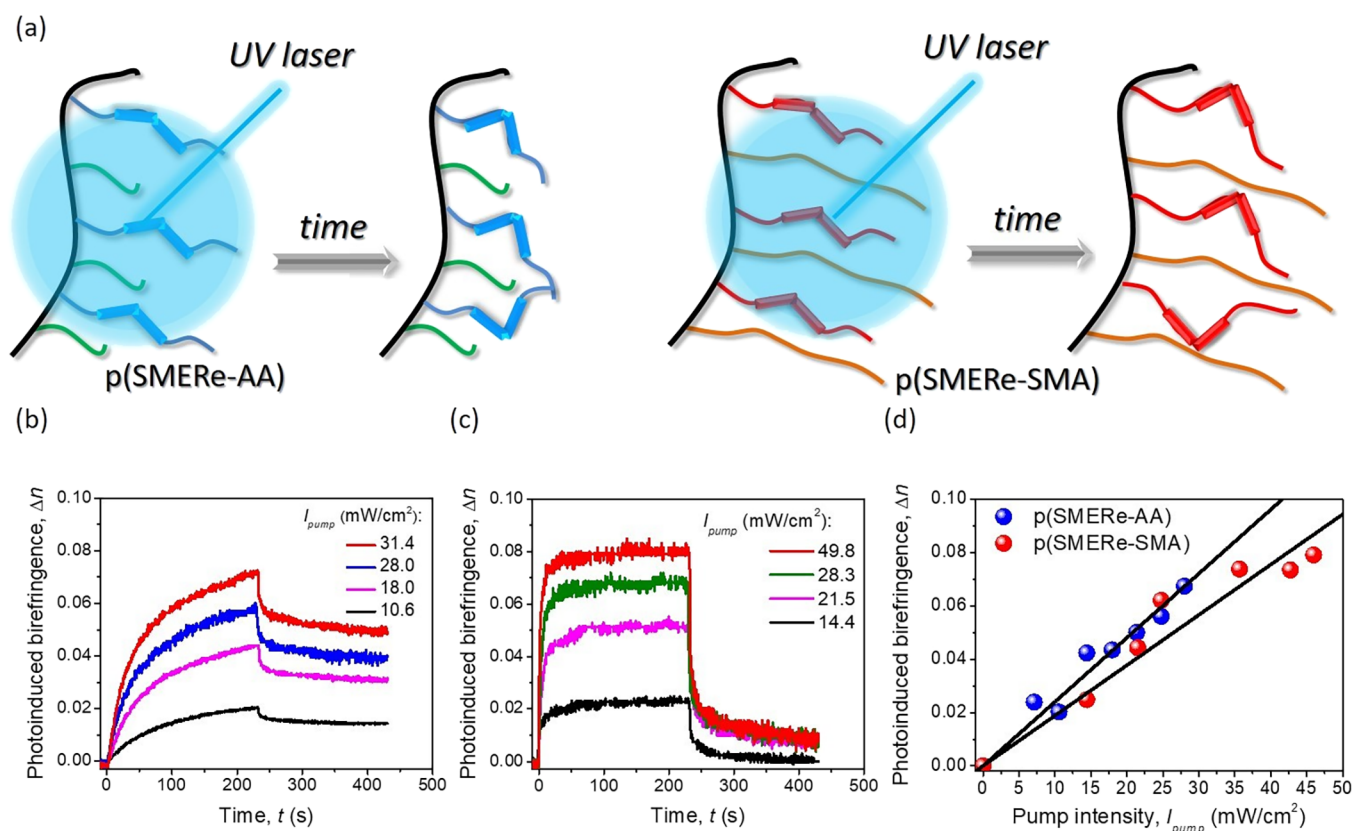 (a)
UV laser
time
p(SMERe-AA)
UV laser
time
p(SMERe-SMA)
(b)
Photoinduced birefringence, Δn
0.10
0.08
0.06
0.04
0.02
0.00
I_pump (mW/cm²):
31.4
28.0
18.0
10.6
0 100 200 300 400 500
Time, t (s)
(c)
Photoinduced birefringence, Δn
0.10
0.08
0.06
0.04
0.02
0.00
I_pump (mW/cm²):
49.8
28.3
21.5
14.4
0 100 200 300 400 500
Time, t (s)
(d)
Photoinduced birefringence, Δn
0.10
0.08
0.06
0.04
0.02
0.00
p(SMERe-AA)
p(SMERe-SMA)
0 5 10 15 20 25 30 35 40 45 50
Pump intensity, I_pump (mW/cm²)